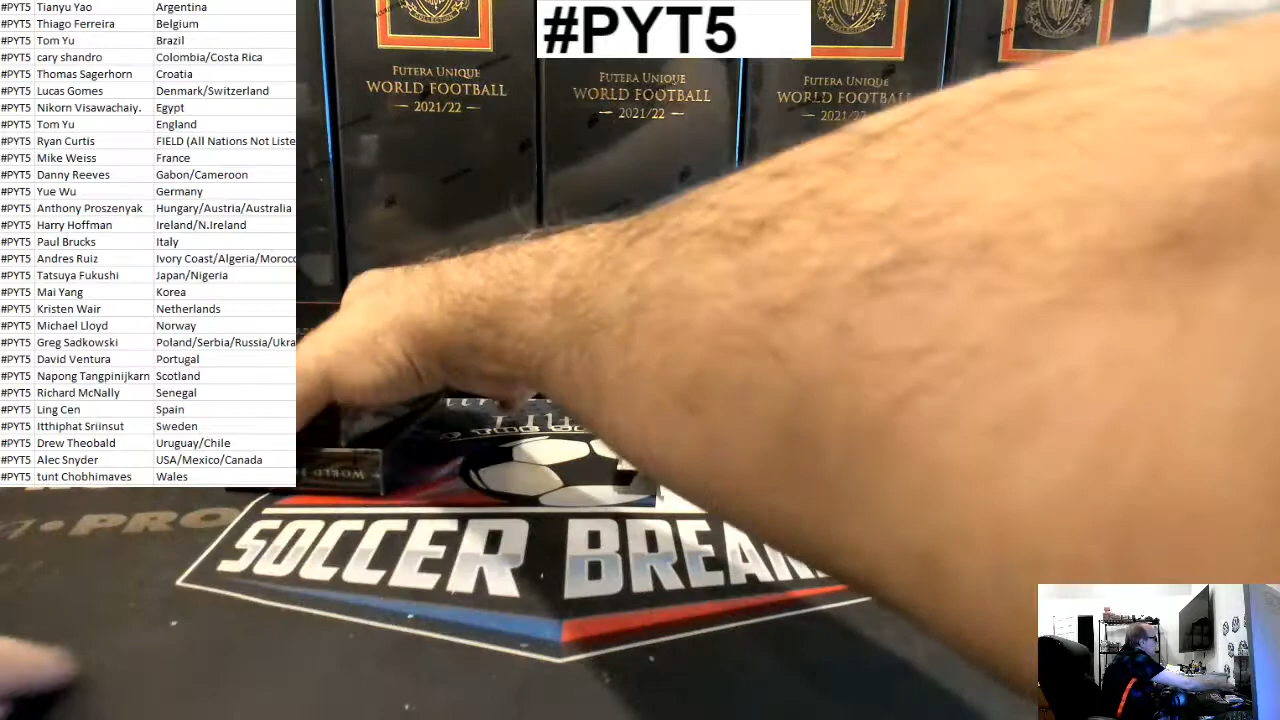 #PYT5 Tianyu Yao Argentina
#PYT5 Thiago Ferreira Belgium
#PYT5 Tom Yu Brazil
#PYT5 cary shandro Colombia/Costa Rica
#PYT5 Thomas Sagerhorn Croatia
#PYT5 Lucas Gomes Denmark/Switzerland
#PYT5 Nikorn Visawachaiy. Egypt
#PYT5 Tom Yu England
#PYT5 Ryan Curtis FIELD (All Nations Not Liste
#PYT5 Mike Weiss France
#PYT5 Danny Reeves Gabon/Cameroon
#PYT5 Yue Wu Germany
#PYT5 Anthony Proszenyak Hungary/Austria/Australia
#PYT5 Harry Hoffman Ireland/N.Ireland
#PYT5 Paul Brucks Italy
#PYT5 Andres Ruiz Ivory Coast/Algeria/Moroco
#PYT5 Tatsuya Fukushi Japan/Nigeria
#PYT5 Mai Yang Korea
#PYT5 Kristen Wair Netherlands
#PYT5 Michael Lloyd Norway
#PYT5 Greg Sadkowski Poland/Serbia/Russia/Ukra
#PYT5 David Ventura Portugal
#PYT5 Napong Tangpinijkarn Scotland
#PYT5 Richard McNally Senegal
#PYT5 Ling Cen Spain
#PYT5 Itthiphat Sriinsut Sweden
#PYT5 Drew Theobald Uruguay/Chile
#PYT5 Alec Snyder USA/Mexico/Canada
#PYT5 tunt Chobhimaves Wales
#PYT5
FUTERA UNIQUE
WORLD FOOTBALL
2021/22
FUTERA UNIQUE
WORLD FOOTBALL
2021/22
FUTERA UNIQUE
WORLD FOOTBALL
2021/22
PRO
SOCCER BREAK